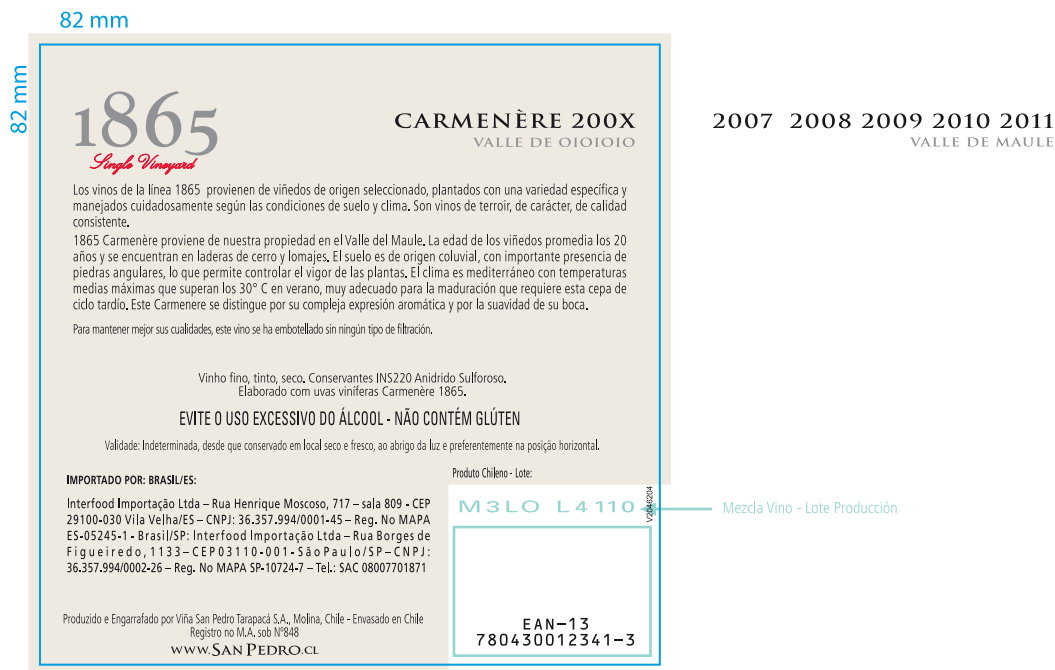 82 mm
82 mm
1865
Single Vineyard
CARMENÈRE 200X
VALLE DE OIOIOIO
2007 2008 2009 2010 2011
VALLE DE MAULE
Los vinos de la línea 1865 provienen de viñedos de origen seleccionado, plantados con una variedad específica y
manejados cuidadosamente según las condiciones de suelo y clima. Son vinos de terroir, de carácter, de calidad
consistente.
1865 Carmenère proviene de nuestra propiedad en el Valle del Maule. La edad de los viñedos promedia los 20
años y se encuentran en laderas de cerro y lomajes. El suelo es de origen coluvial, con importante presencia de
piedras angulares, lo que permite controlar el vigor de las plantas. El clima es mediterráneo con temperaturas
medias máximas que superan los 30° C en verano, muy adecuado para la maduración que requiere esta cepa de
ciclo tardío. Este Carmenere se distingue por su compleja expresión aromática y por la suavidad de su boca.
Para mantener mejor sus cualidades, este vino se ha embotellado sin ningún tipo de filtración.
Vinho fino, tinto, seco. Conservantes INS220 Anidrido Sulforoso.
Elaborado com uvas viníferas Carmenère 1865.
EVITE O USO EXCESSIVO DO ÁLCOOL - NÃO CONTÉM GLÚTEN
Validade: Indeterminada, desde que conservado em local seco e fresco, ao abrigo da luz e preferentemente na posição horizontal.
IMPORTADO POR: BRASIL/ES:
Interfood Importação Ltda – Rua Henrique Moscoso, 717 – sala 809 - CEP
29100-030 Vila Velha/ES – CNPJ: 36.357.994/0001-45 – Reg. No MAPA
ES-05245-1 - Brasil/SP: Interfood Importação Ltda – Rua Borges de
Figueiredo, 1133 – CEP 03110-001 - São Paulo/SP – CNPJ:
36.357.994/0002-26 – Reg. No MAPA SP-10724-7 – Tel.: SAC 08007701871
Produto Chileno - Lote:
M3LO L4110
V2046204
Mezcla Vino - Lote Producción
EAN-13
780430012341-3
Produzido e Engarrafado por Viña San Pedro Tarapacá S.A., Molina, Chile - Envasado en Chile
Registro no M.A. sob Nº848
WWW.SAN PEDRO.CL